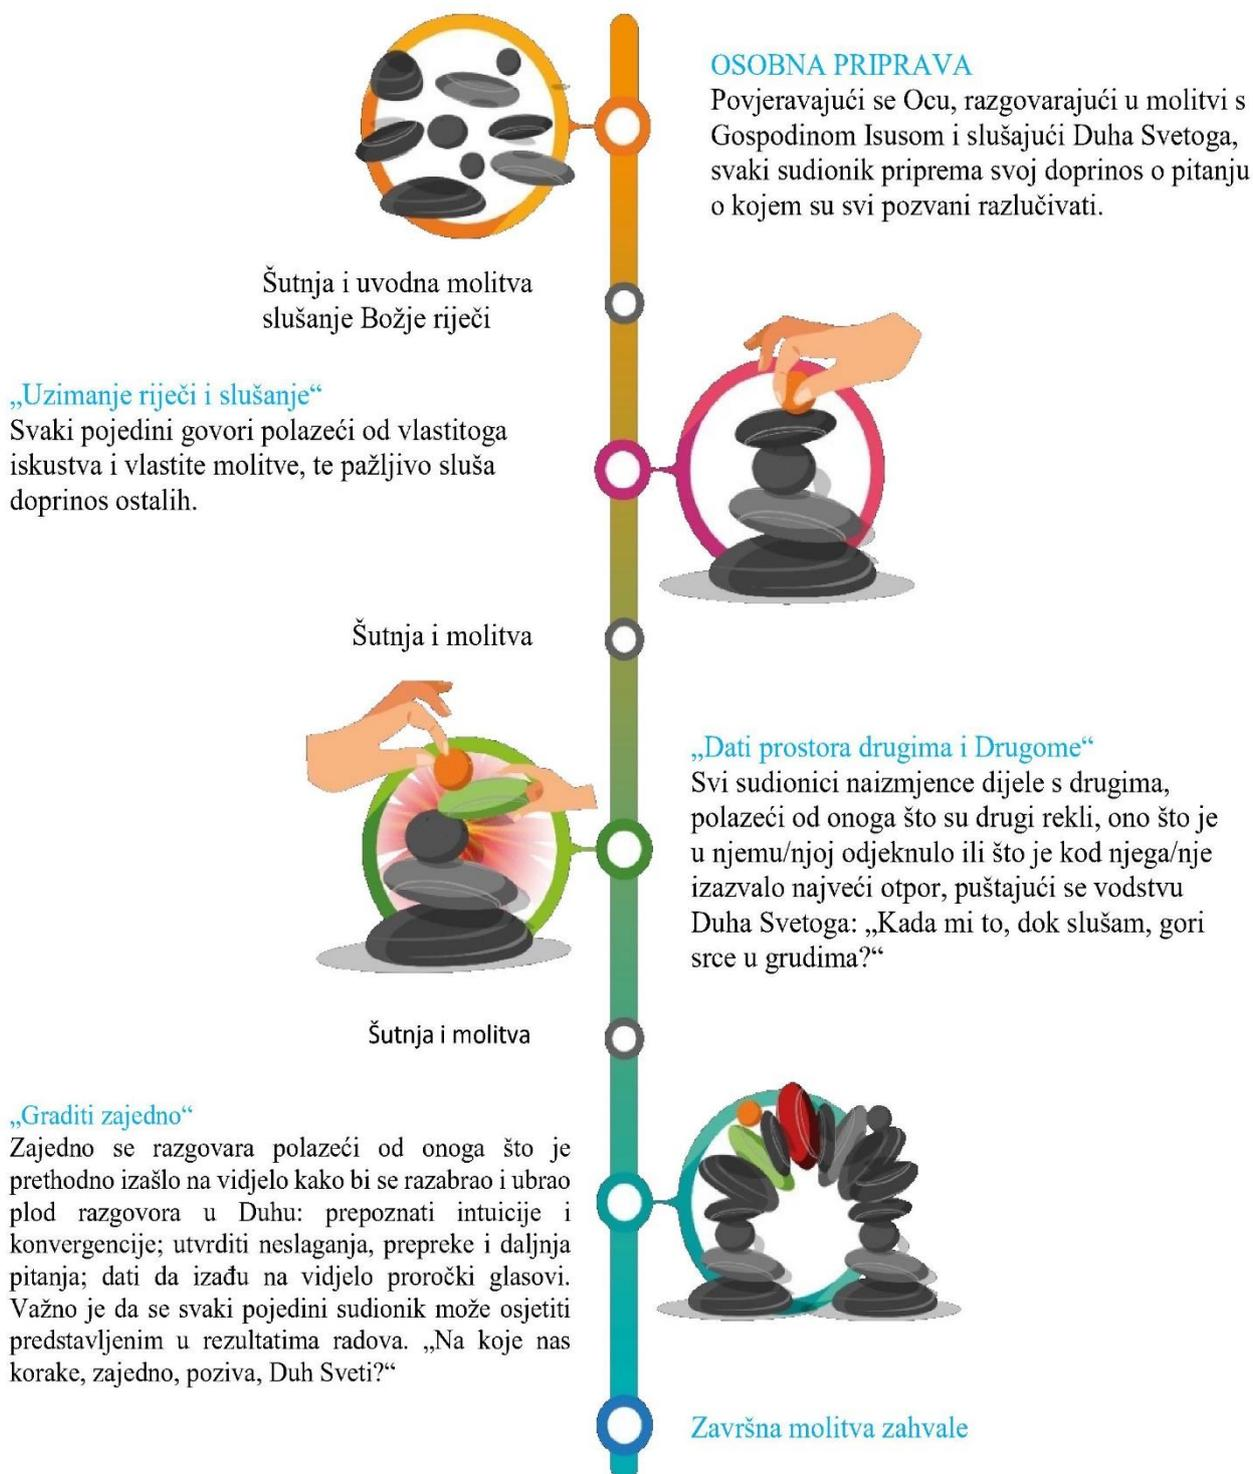 OSOBNA PRIPRAVA
Povjeravajući se Ocu, razgovarajući u molitvi s
Gospodinom Isusom i slušajući Duha Svetoga,
svaki sudionik priprema svoj doprinos o pitanju
o kojem su svi pozvani razlučivati.
Šutnja i uvodna molitva
slušanje Božje riječi
„Uzimanje riječi i slušanje“
Svaki pojedini govori polazeći od vlastitoga
iskustva i vlastite molitve, te pažljivo sluša
doprinos ostalih.
Šutnja i molitva
„Dati prostora drugima i Drugome“
Svi sudionici naizmjence dijele s drugima,
polazeći od onoga što su drugi rekli, ono što je
u njemu/njoj odjeknulo ili što je kod njega/nje
izazvalo najveći otpor, puštajući se vodstvu
Duha Svetoga: „Kada mi to, dok slušam, gori
srce u grudima?“
Šutnja i molitva
„Graditi zajedno“
Zajedno se razgovara polazeći od onoga što je
prethodno izašlo na vidjelo kako bi se razabrao i ubrao
plod razgovora u Duhu: prepoznati intuicije i
konvergencije; utvrditi neslaganja, prepreke i daljnja
pitanja; dati da izađu na vidjelo proročki glasovi.
Važno je da se svaki pojedini sudionik može osjetiti
predstavljenim u rezultatima radova. „Na koje nas
korake, zajedno, poziva, Duh Sveti?“
Završna molitva zahvale